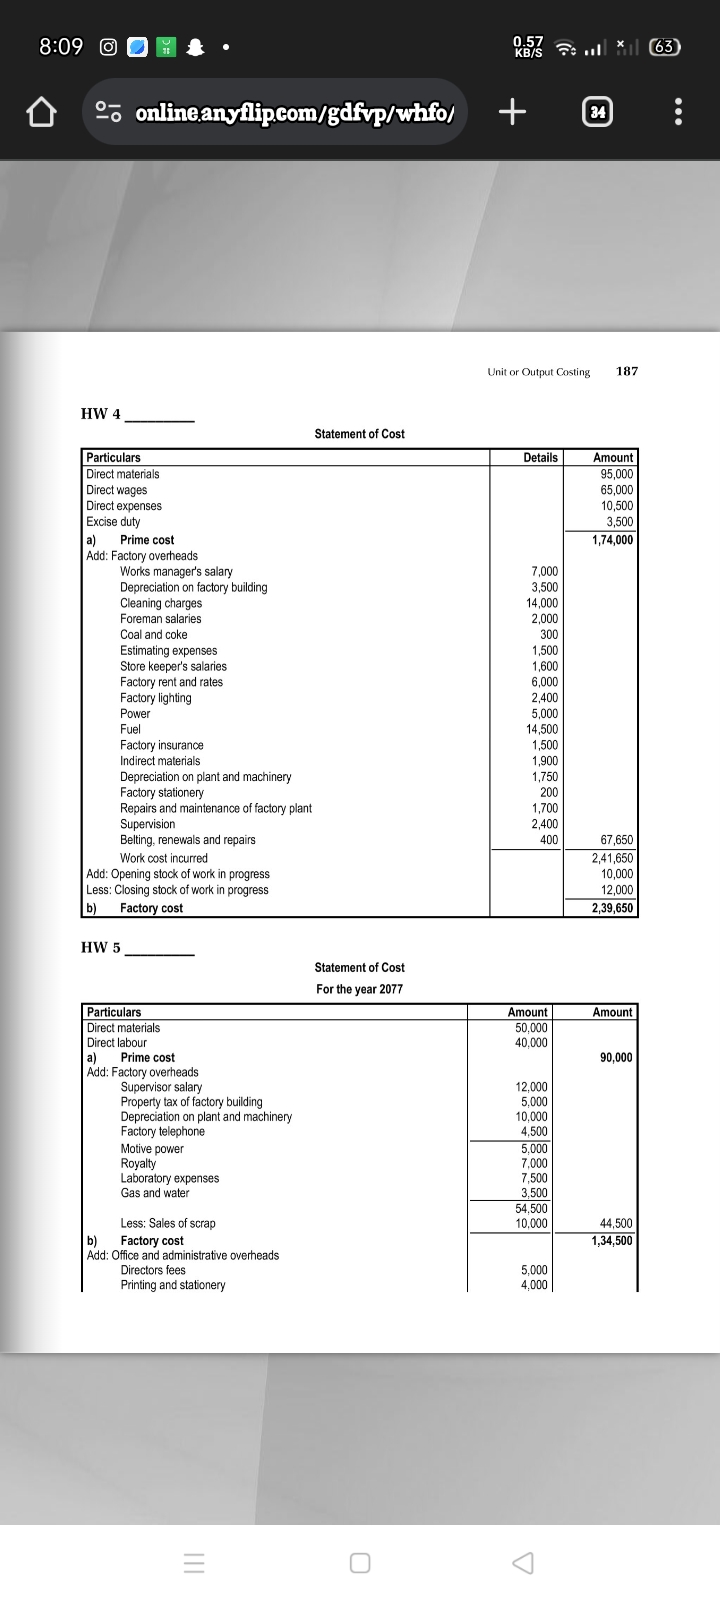 8:09
0.57 KB/S
63
online.anyflip.com/gdfvp/whfo/
34
Unit or Output Costing 187
HW 4
Statement of Cost
Particulars Details Amount
Direct materials 95,000
Direct wages 65,000
Direct expenses 10,500
Excise duty 3,500
a) Prime cost 1,74,000
Add: Factory overheads
Works manager's salary 7,000
Depreciation on factory building 3,500
Cleaning charges 14,000
Foreman salaries 2,000
Coal and coke 300
Estimating expenses 1,500
Store keeper's salaries 1,600
Factory rent and rates 6,000
Factory lighting 2,400
Power 5,000
Fuel 14,500
Factory insurance 1,500
Indirect materials 1,900
Depreciation on plant and machinery 1,750
Factory stationery 200
Repairs and maintenance of factory plant 1,700
Supervision 2,400
Belting, renewals and repairs 400 67,650
Work cost incurred 2,41,650
Add: Opening stock of work in progress 10,000
Less: Closing stock of work in progress 12,000
b) Factory cost 2,39,650
HW 5
Statement of Cost
For the year 2077
Particulars Amount Amount
Direct materials 50,000
Direct labour 40,000
a) Prime cost 90,000
Add: Factory overheads
Supervisor salary 12,000
Property tax of factory building 5,000
Depreciation on plant and machinery 10,000
Factory telephone 4,500
Motive power 5,000
Royalty 7,000
Laboratory expenses 7,500
Gas and water 3,500
54,500
Less: Sales of scrap 10,000 44,500
b) Factory cost 1,34,500
Add: Office and administrative overheads
Directors fees 5,000
Printing and stationery 4,000